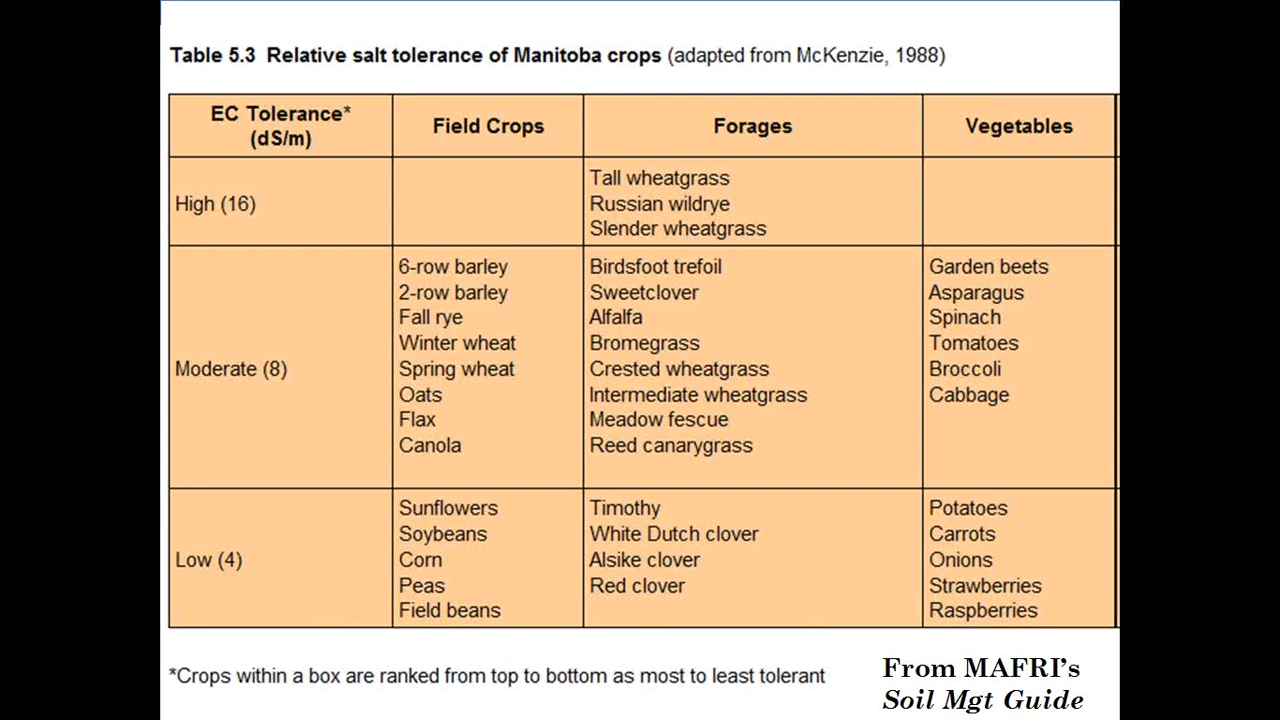 Table 5.3 Relative salt tolerance of Manitoba crops (adapted from McKenzie, 1988)
EC Tolerance*
(dS/m)
Field Crops
Forages
Vegetables
High (16)
Tall wheatgrass
Russian wildrye
Slender wheatgrass
Moderate (8)
6-row barley
2-row barley
Fall rye
Winter wheat
Spring wheat
Oats
Flax
Canola
Birdsfoot trefoil
Sweetclover
Alfalfa
Bromegrass
Crested wheatgrass
Intermediate wheatgrass
Meadow fescue
Reed canarygrass
Garden beets
Asparagus
Spinach
Tomatoes
Broccoli
Cabbage
Low (4)
Sunflowers
Soybeans
Corn
Peas
Field beans
Timothy
White Dutch clover
Alsike clover
Red clover
Potatoes
Carrots
Onions
Strawberries
Raspberries
*Crops within a box are ranked from top to bottom as most to least tolerant
From MAFRI's
Soil Mgt Guide